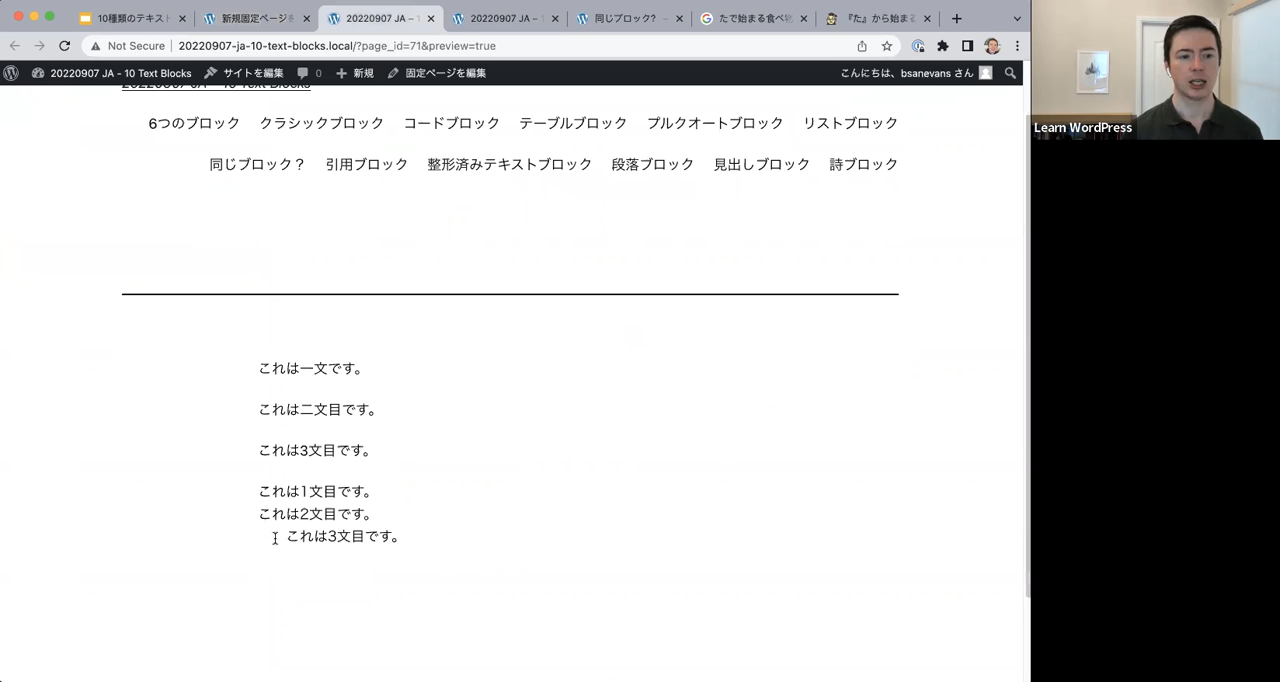 10種類のテキスト
新規固定ページを
20220907 JA – 1
20220907 JA – 1
同じブロック? –
たで始まる食べ物
『た』から始まる
Not Secure
20220907-ja-10-text-blocks.local/?page_id=71&preview=true
20220907 JA - 10 Text Blocks
サイトを編集
0
新規
固定ページを編集
こんにちは、bsanevans さん
20220907 JA – 10 Text Blocks
6つのブロック クラシックブロック コードブロック テーブルブロック プルクオートブロック リストブロック
同じブロック？ 引用ブロック 整形済みテキストブロック 段落ブロック 見出しブロック 詩ブロック
これは一文です。
これは二文目です。
これは3文目です。
これは1文目です。
これは2文目です。
これは3文目です。
Learn WordPress